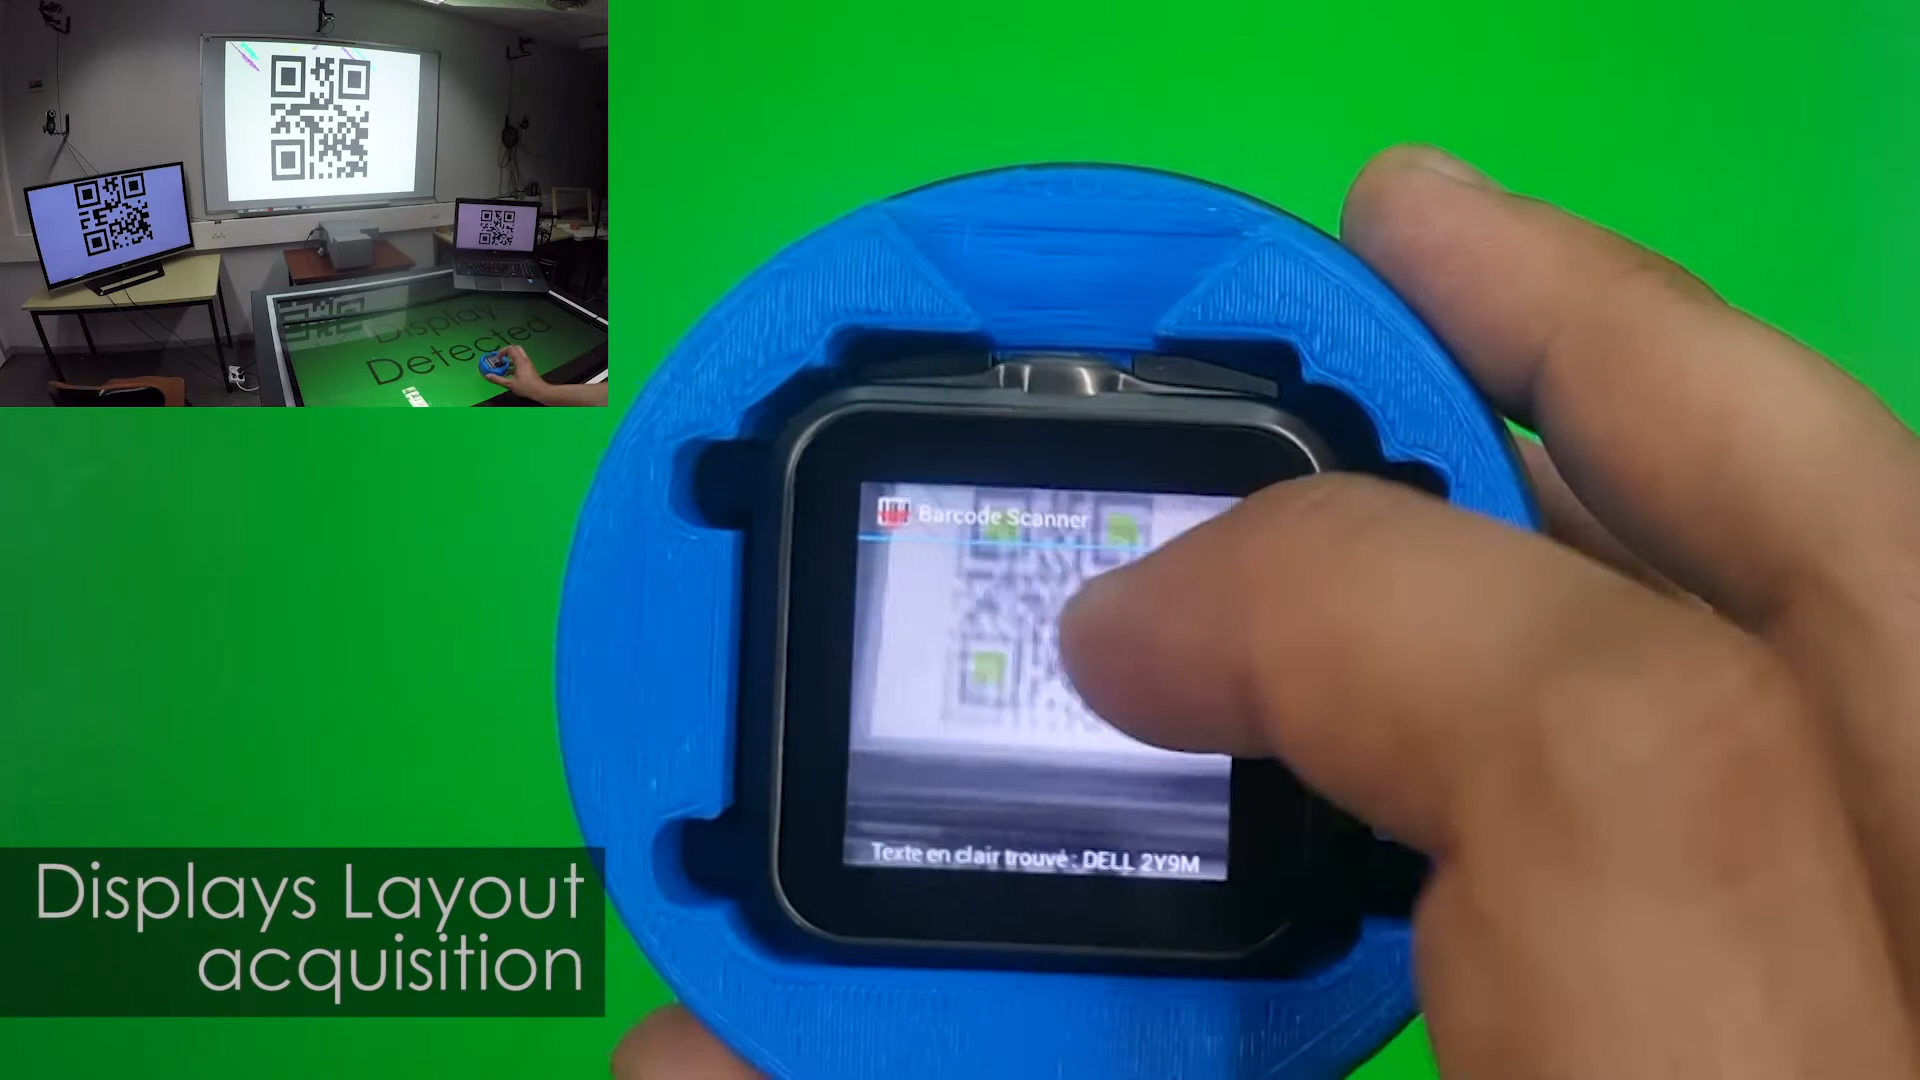 Display
Detected
Barcode Scanner
Texte en clair trouvé : DELL 2Y9M
Displays Layout
acquisition